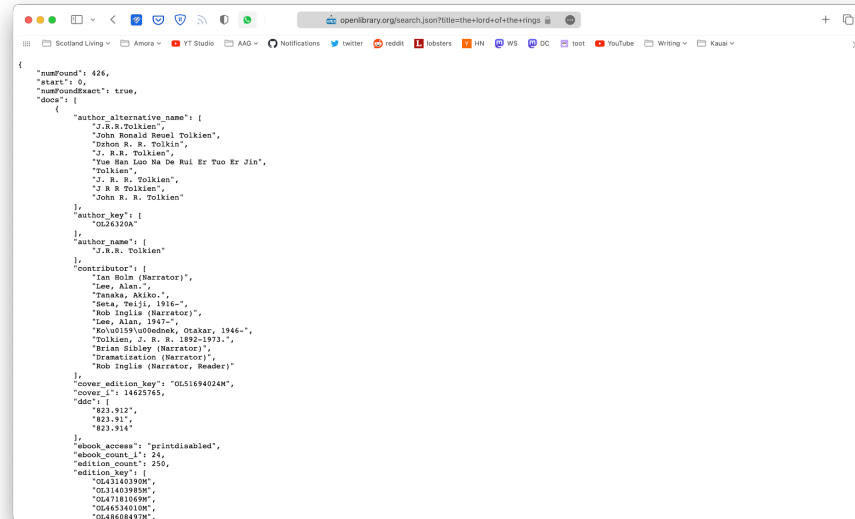 openlibrary.org/search.json?title=the+lord+of+the+rings
Scotland Living Amora YT Studio AAG Notifications twitter reddit L lobsters Y HN WS DC toot YouTube Writing Kauai
{
"numFound": 426,
"start": 0,
"numFoundExact": true,
"docs": [
{
"author_alternative_name": [
"J.R.R.Tolkien",
"John Ronald Reuel Tolkien",
"Dzhon R. R. Tolkin",
"J. R.R. Tolkien",
"Yue Han Luo Na De Rui Er Tuo Er Jin",
"Tolkien",
"J. R. R. Tolkien",
"J R R Tolkien",
"John R. R. Tolkien"
],
"author_key": [
"OL26320A"
],
"author_name": [
"J.R.R. Tolkien"
],
"contributor": [
"Ian Holm (Narrator)",
"Lee, Alan.",
"Tanaka, Akiko.",
"Seta, Teiji, 1916-",
"Rob Inglis (Narrator)",
"Lee, Alan, 1947-",
"Ko\u0159\u00ednek, Otakar, 1946-",
"Tolkien, J. R. R. 1892-1973.",
"Brian Sibley (Narrator)",
"Dramatization (Narrator)",
"Rob Inglis (Narrator, Reader)"
],
"cover_edition_key": "OL51694024M",
"cover_i": 14625765,
"ddc": [
"823.912",
"823.91",
"823.914"
],
"ebook_access": "printdisabled",
"ebook_count_i": 24,
"edition_count": 250,
"edition_key": [
"OL43140390M",
"OL31403985M",
"OL47181069M",
"OL46534010M",
"OL48608497M",